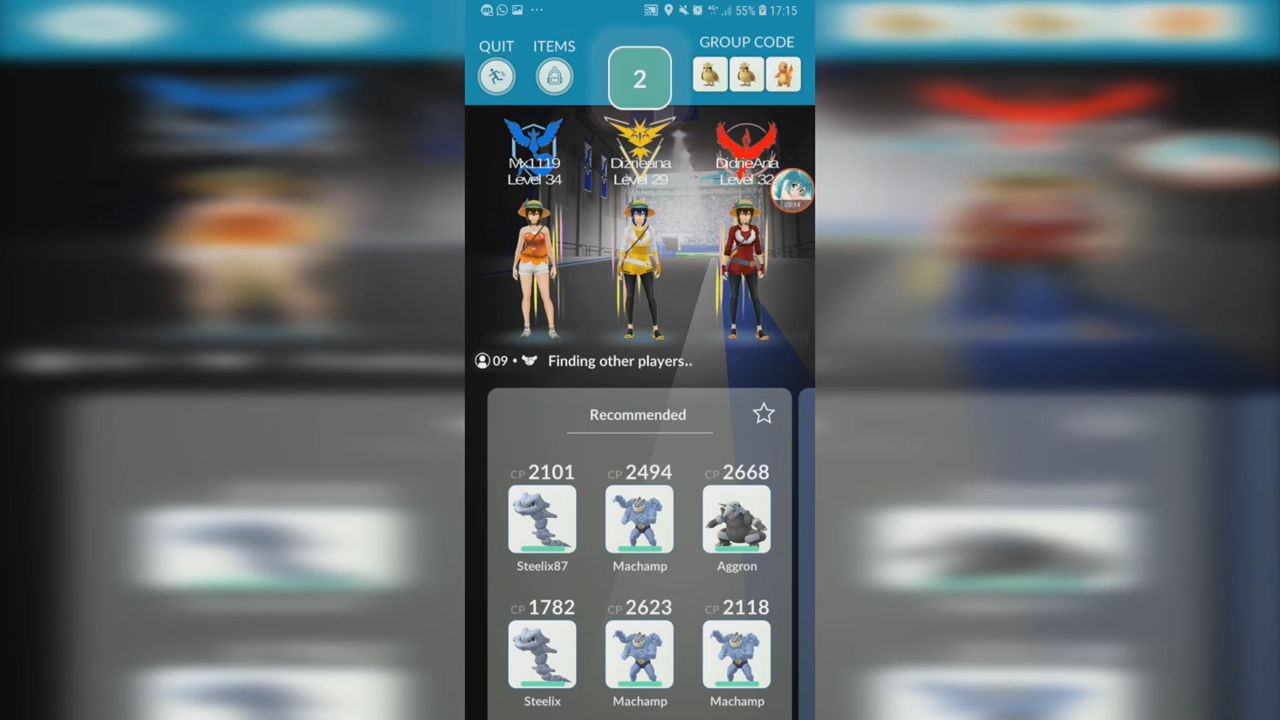 55% 17:15
QUIT ITEMS GROUP CODE
2
Mx1119 Dizneana DidrieAna
Level 34 Level 29 Level 32
00:14
09 • Finding other players..
Recommended
CP 2101 CP 2494 CP 2668
Steelix87 Machamp Aggron
CP 1782 CP 2623 CP 2118
Steelix Machamp Machamp